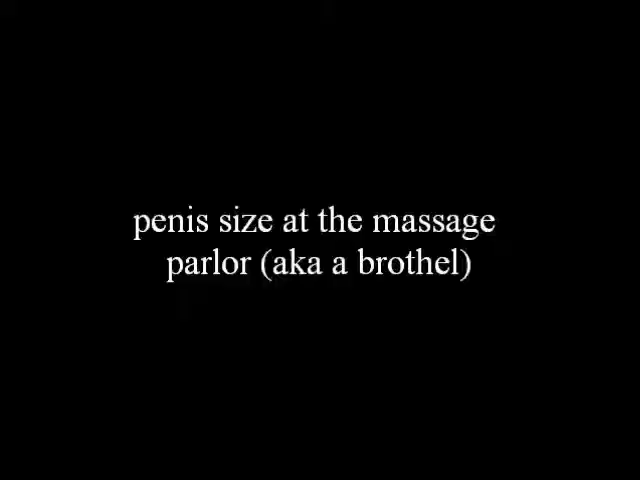 penis size at the massage
parlor (aka a brothel)